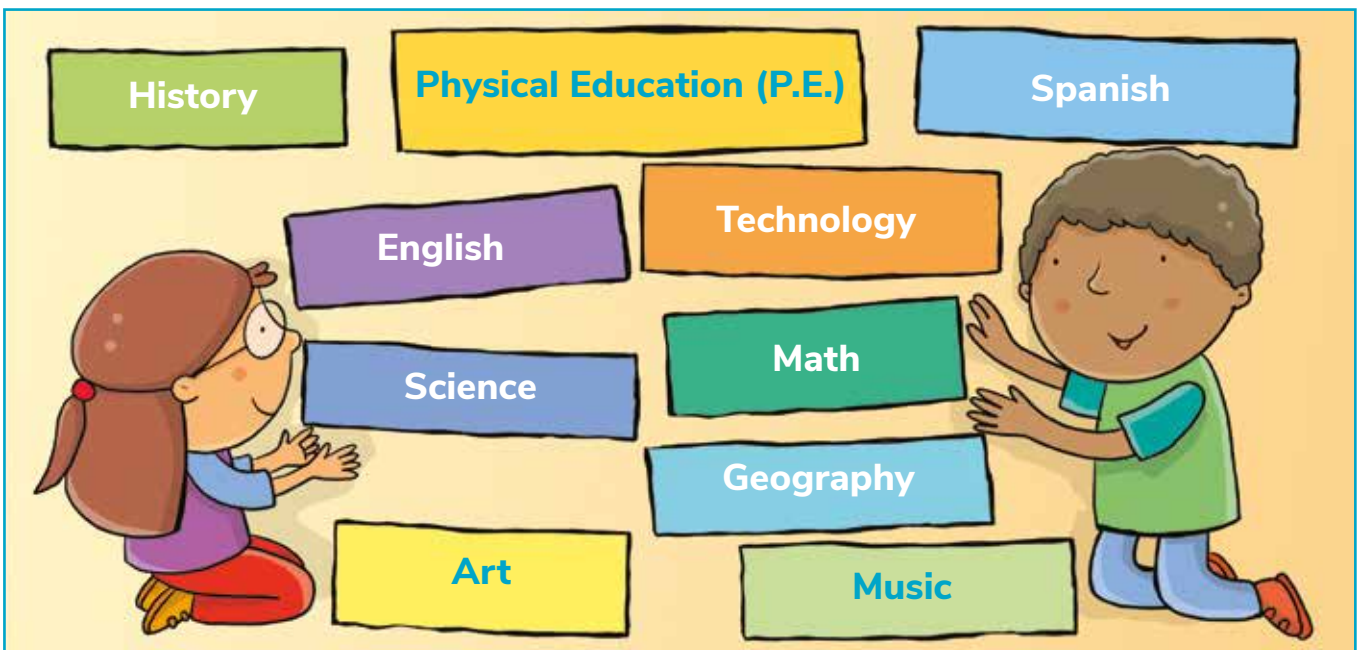 History
Physical Education (P.E.)
Spanish
English
Technology
Science
Math
Geography
Art
Music